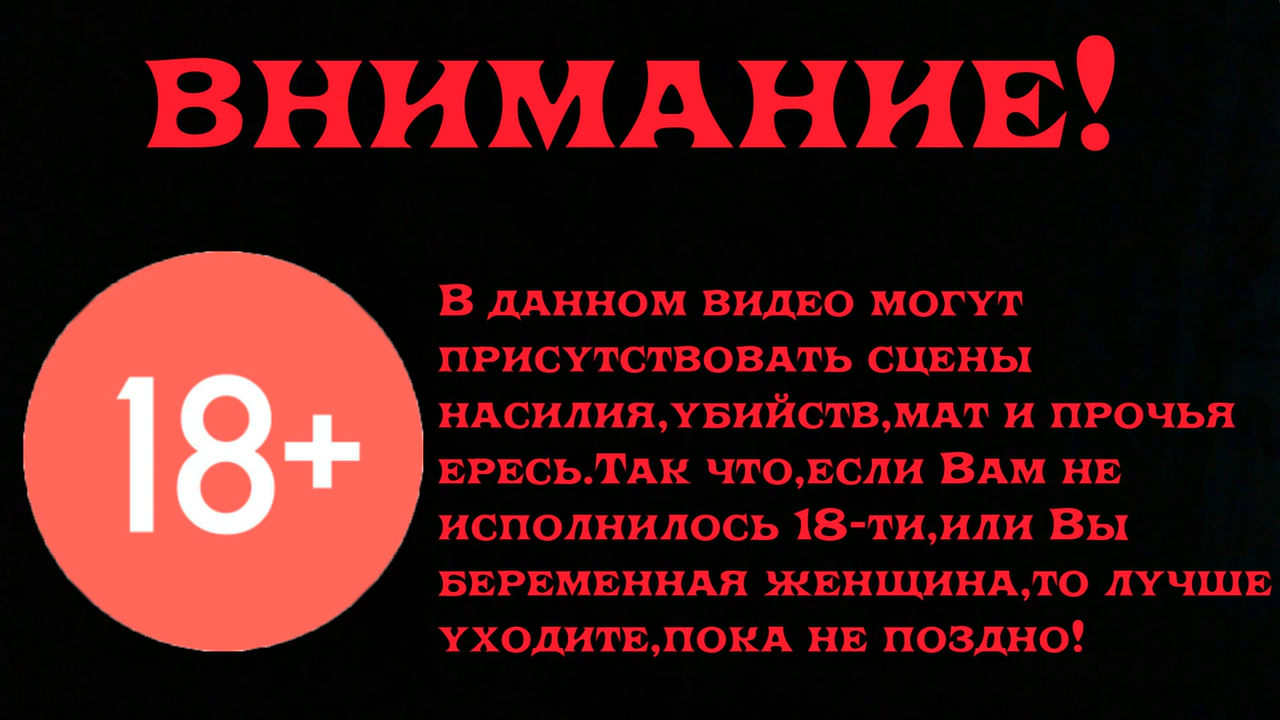 ВНИМАНИЕ!
18+
В данном видео могут
присутствовать сцены
насилия,убийств,мат и прочья
ересь.Так что,если Вам не
исполнилось 18-ти,или Вы
беременная женщина,то лучше
уходите,пока не поздно!